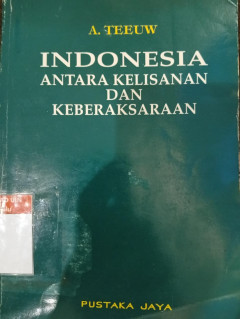 A. TEEUW
INDONESIA
ANTARA KELISANAN
DAN
KEBERAKSARAAN
PUSTAKA JAYA